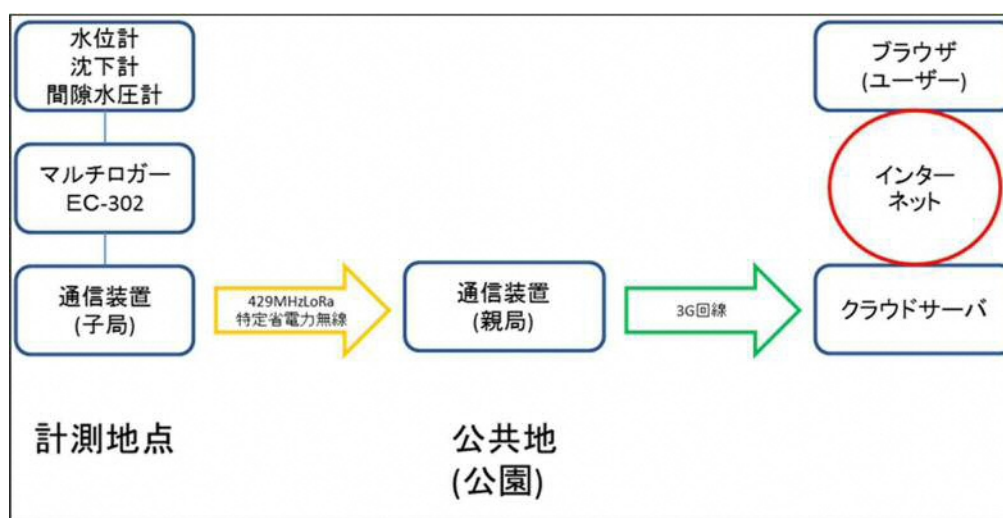 水位計
沈下計
間隙水圧計
マルチロガー
EC-302
通信装置
(子局)
429MHzLoRa
特定省電力無線
通信装置
(親局)
3G回線
ブラウザ
(ユーザー)
インター
ネット
クラウドサーバ
計測地点
公共地
(公園)